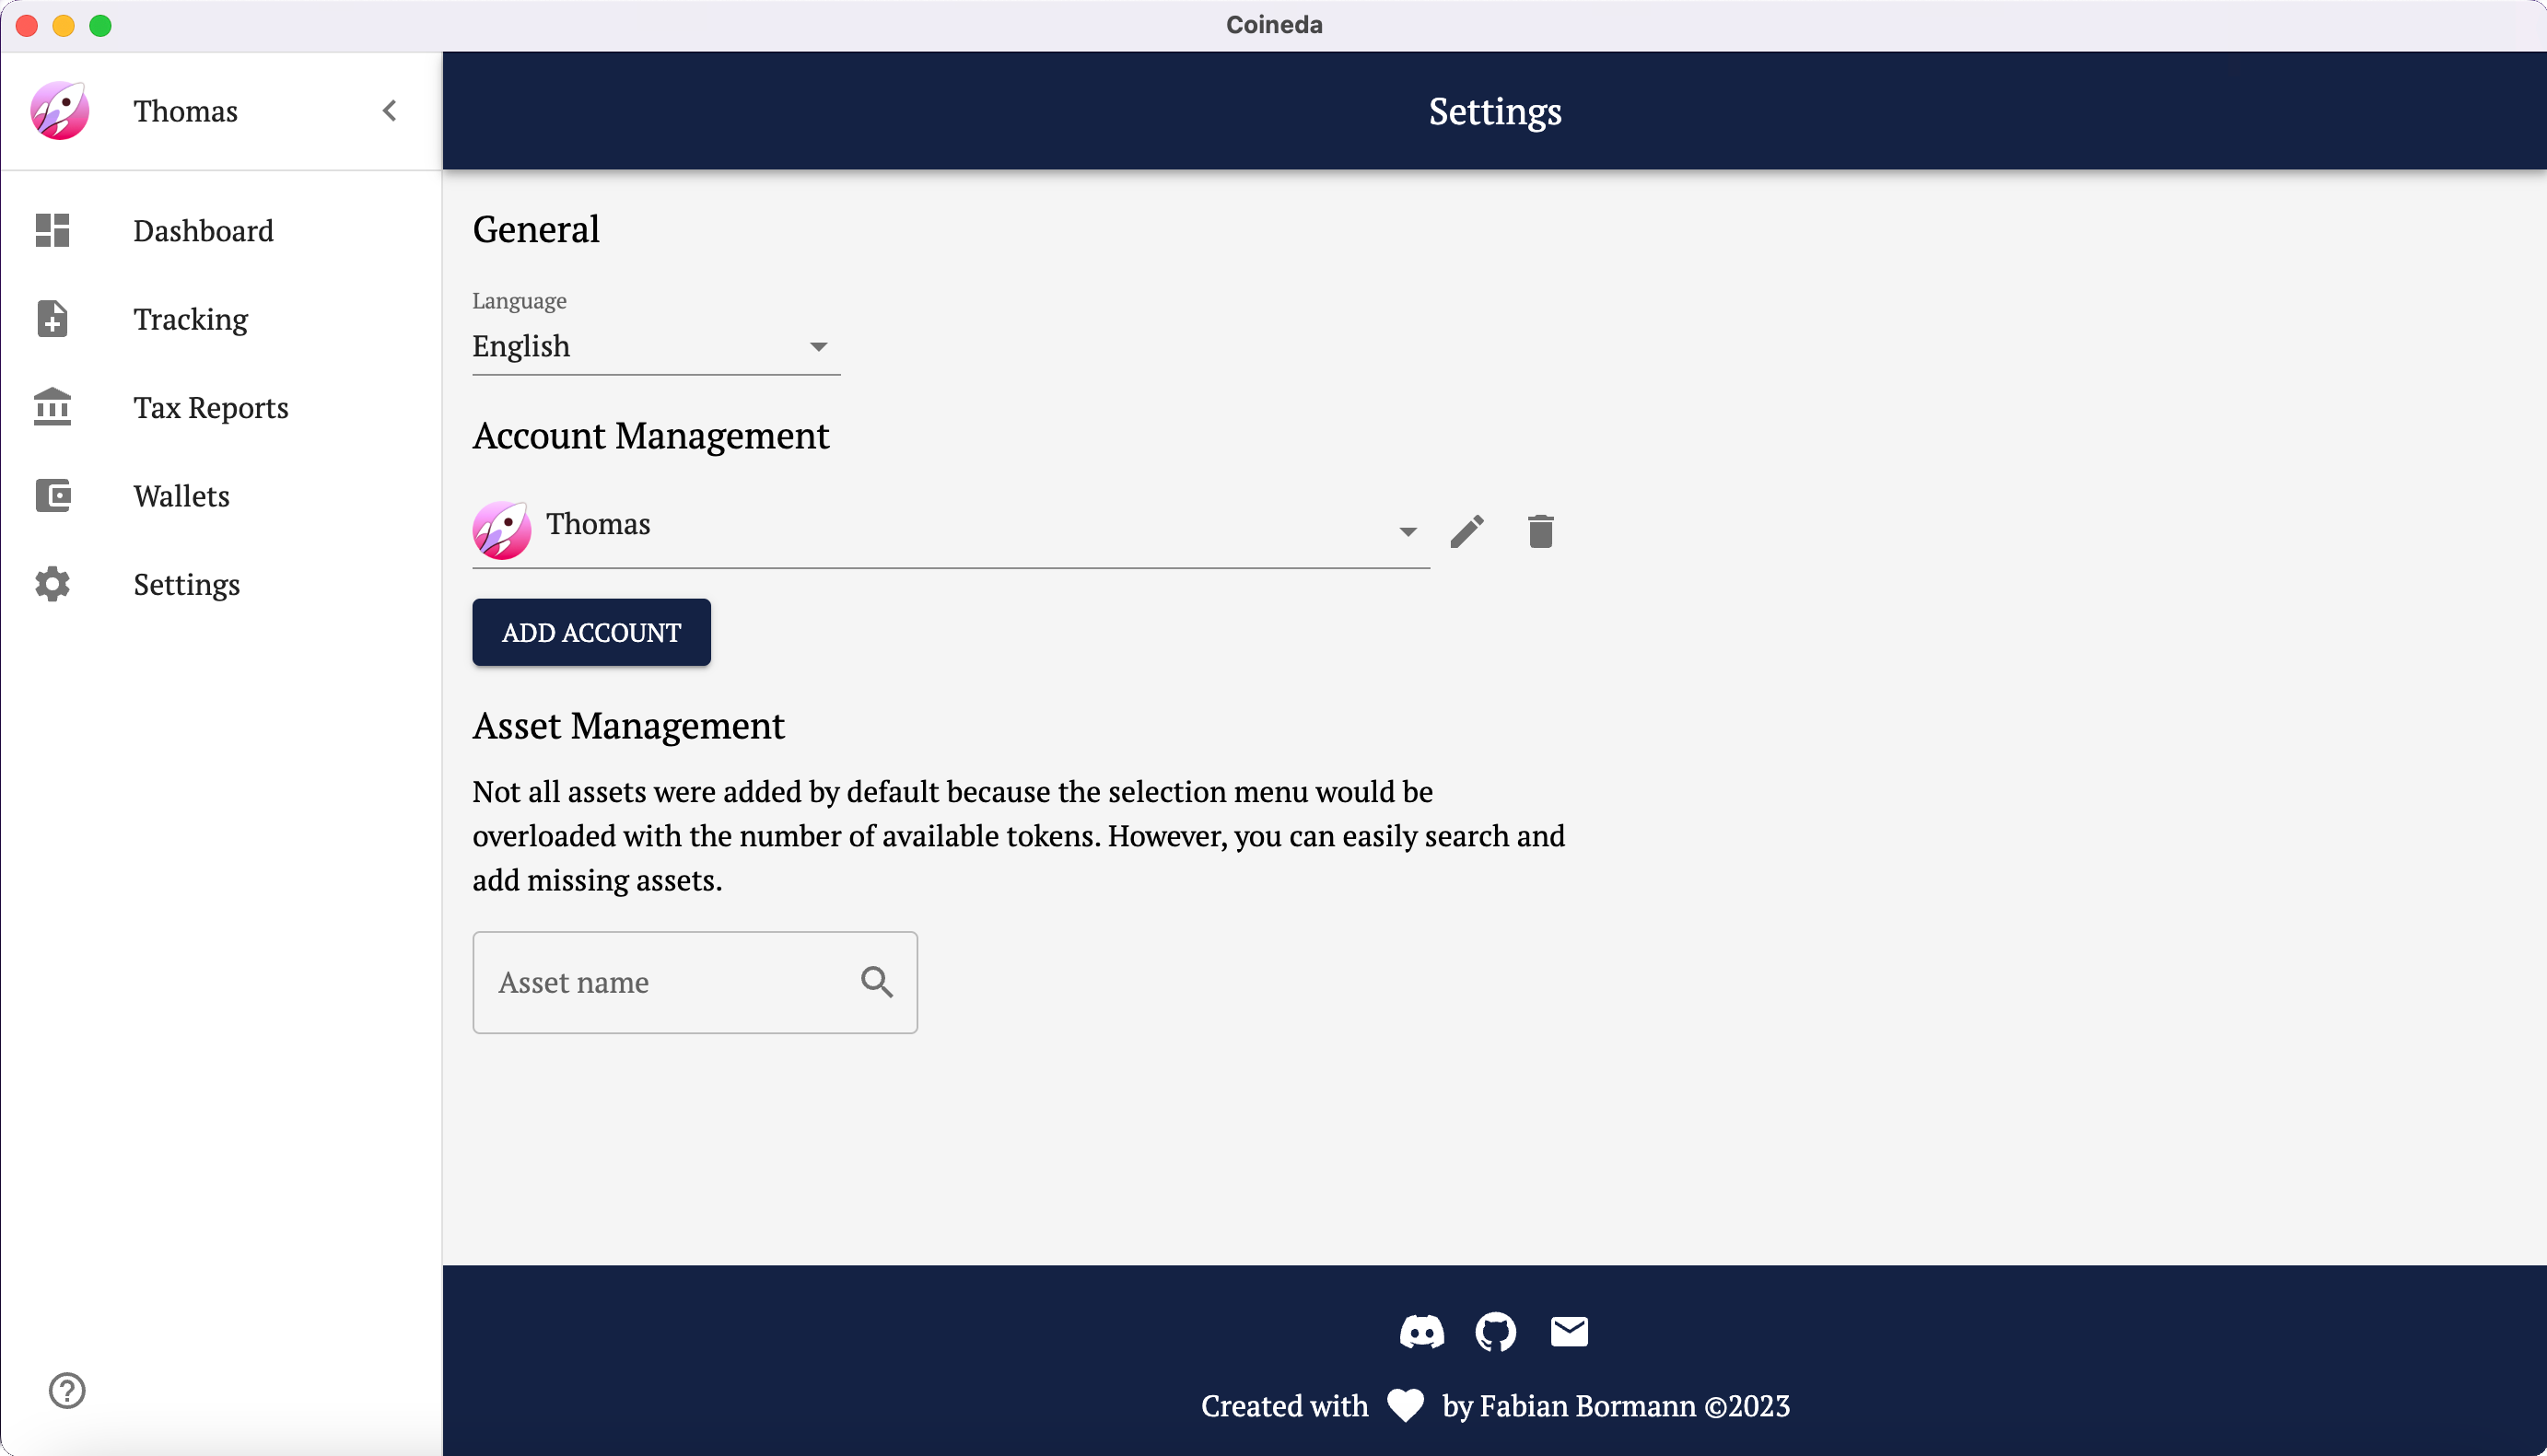 Coineda
Thomas
Settings
Dashboard
Tracking
Tax Reports
Wallets
Settings
General
Language
English
Account Management
Thomas
ADD ACCOUNT
Asset Management
Not all assets were added by default because the selection menu would be
overloaded with the number of available tokens. However, you can easily search and
add missing assets.
Asset name
Created with by Fabian Bormann ©2023